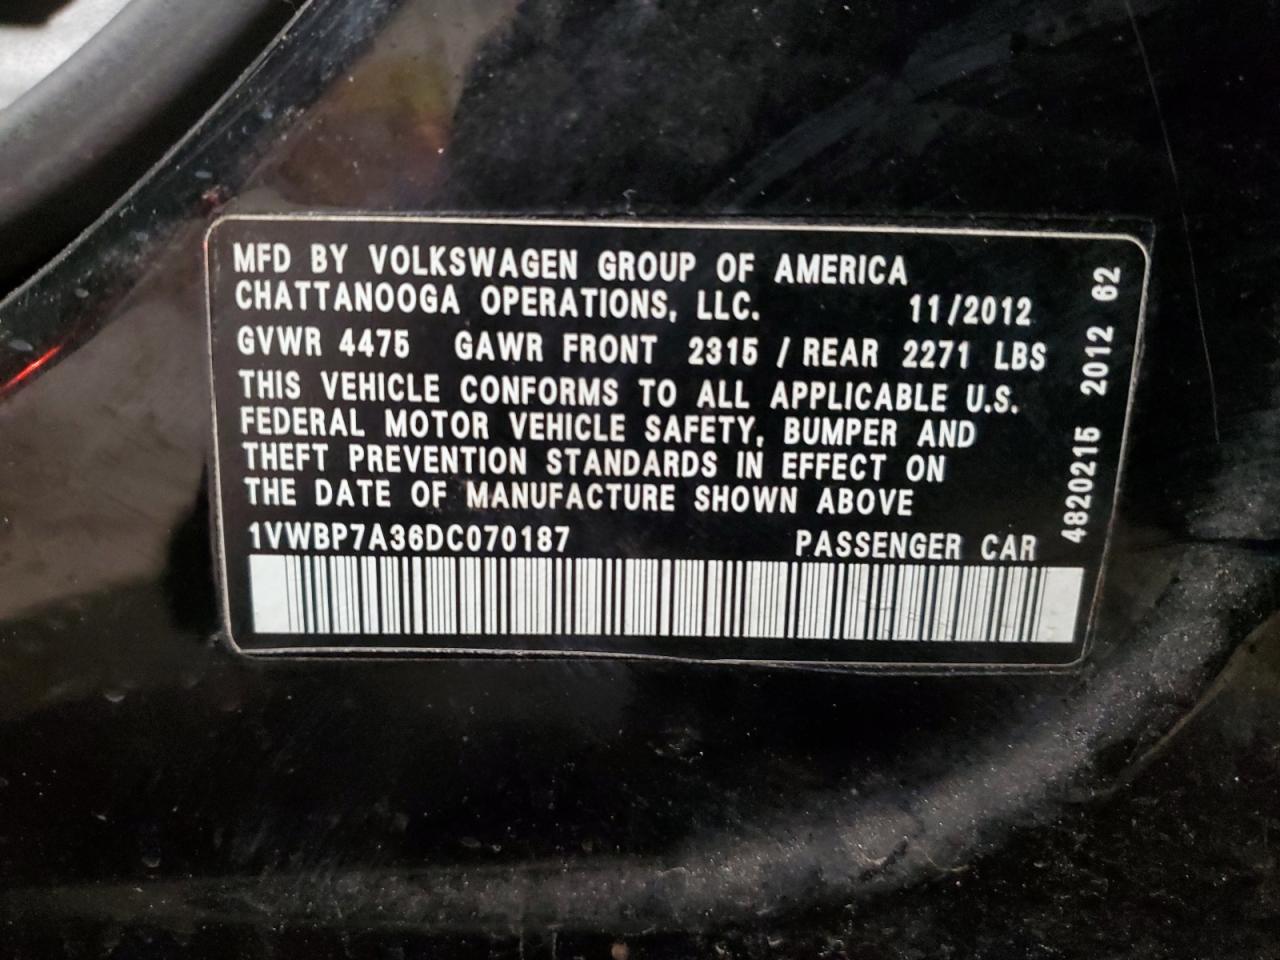 MFD BY VOLKSWAGEN GROUP OF AMERICA
CHATTANOOGA OPERATIONS, LLC. 11/2012
GVWR 4475 GAWR FRONT 2315 / REAR 2271 LBS
THIS VEHICLE CONFORMS TO ALL APPLICABLE U.S.
FEDERAL MOTOR VEHICLE SAFETY, BUMPER AND
THEFT PREVENTION STANDARDS IN EFFECT ON
THE DATE OF MANUFACTURE SHOWN ABOVE
1VWBP7A36DC070187 PASSENGER CAR
4820215 2012 62